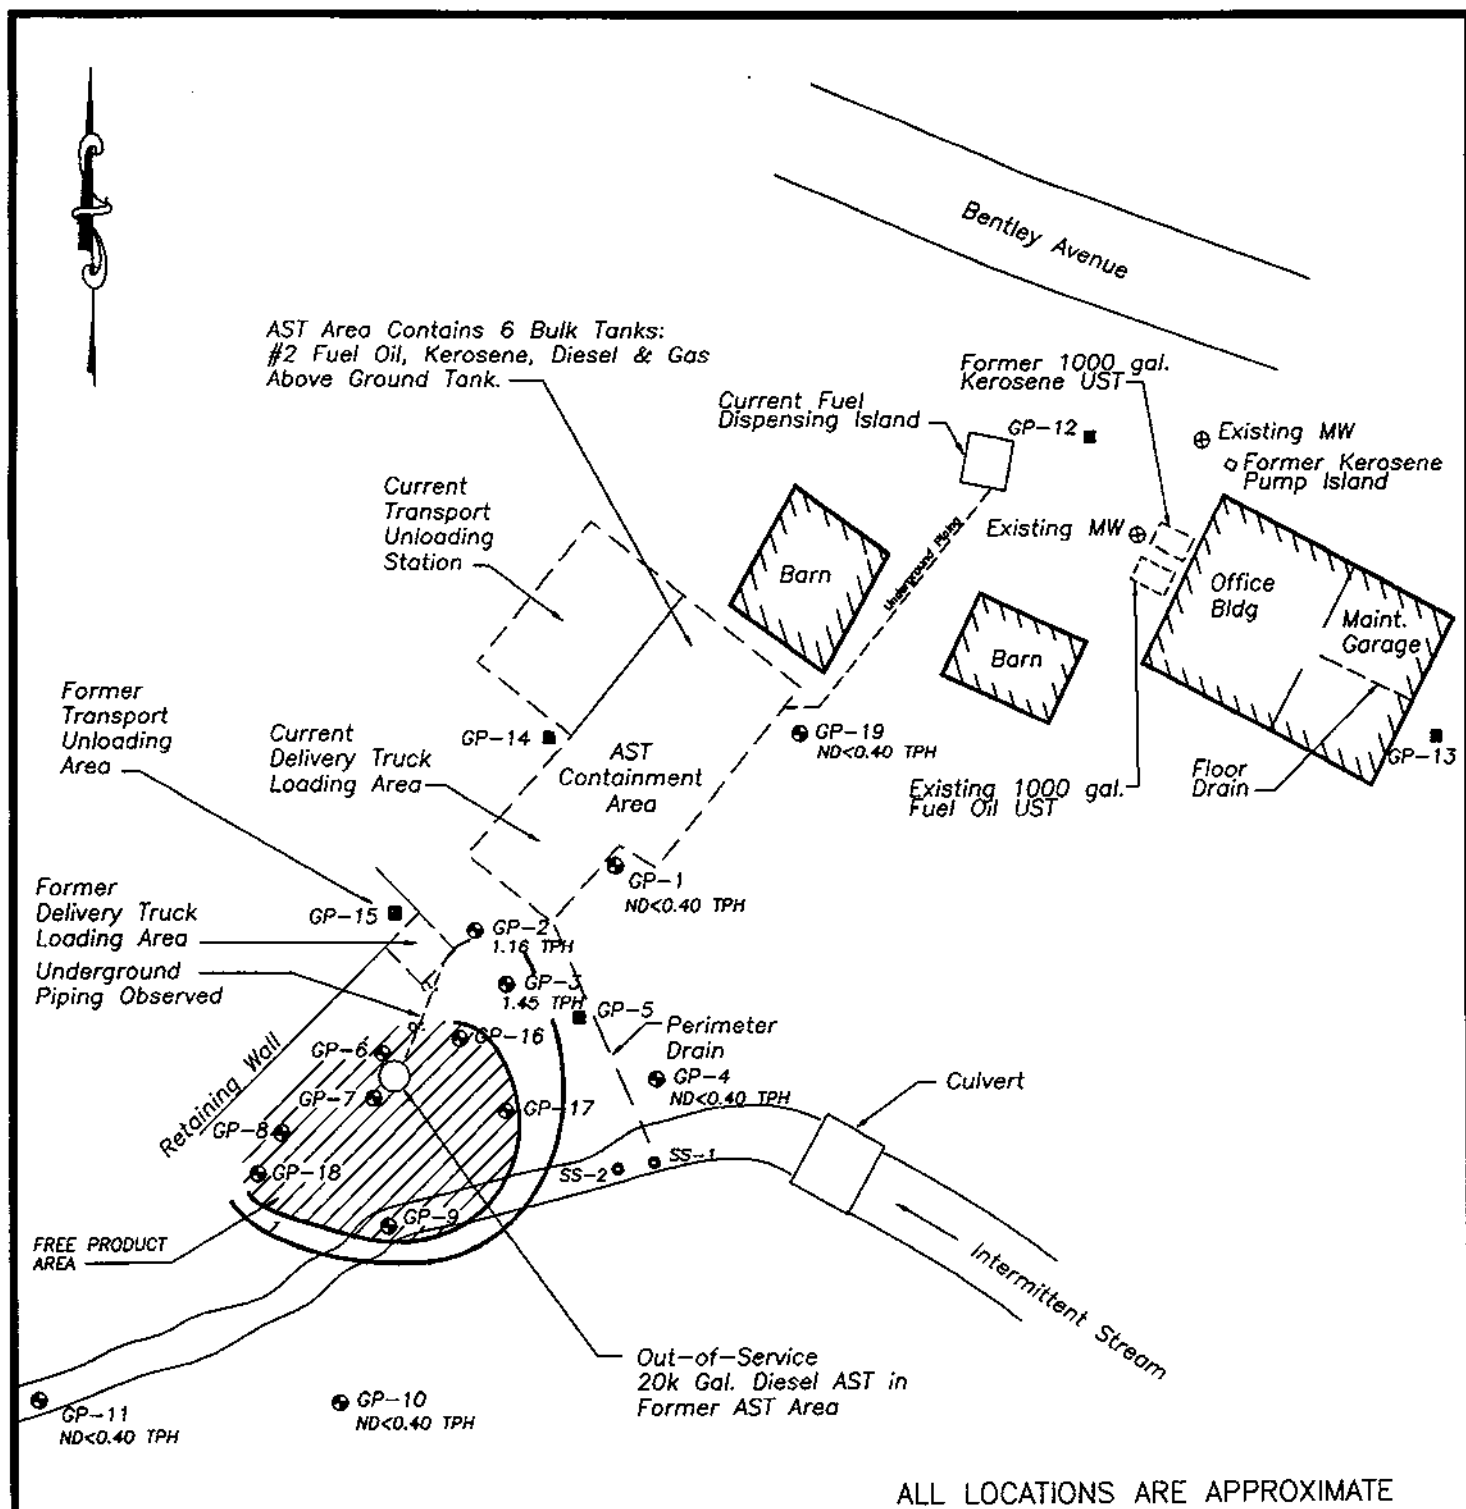 Bentley Avenue
AST Area Contains 6 Bulk Tanks:
#2 Fuel Oil, Kerosene, Diesel & Gas
Above Ground Tank.
Former 1000 gal.
Kerosene UST
Current Fuel
Dispensing Island
GP-12
Existing MW
Former Kerosene
Pump Island
Current
Transport
Unloading
Station
Existing MW
Underground Piping
Barn
Office
Bldg
Maint.
Garage
Barn
Former
Transport
Unloading
Area
GP-14
Current
Delivery Truck
Loading Area
AST
Containment
Area
GP-19
ND<0.40 TPH
GP-13
Existing 1000 gal.
Fuel Oil UST
Floor
Drain
GP-1
ND<0.40 TPH
Former
Delivery Truck
Loading Area
GP-15
GP-2
1.16 TPH
Underground
Piping Observed
GP-3
1.45 TPH
GP-5
Perimeter
Drain
GP-16
GP-6
Retaining Wall
GP-4
ND<0.40 TPH
Culvert
GP-7
GP-17
GP-8
GP-18
SS-2
SS-1
GP-9
FREE PRODUCT
AREA
Intermittent Stream
Out-of-Service
20k Gal. Diesel AST in
Former AST Area
GP-11
ND<0.40 TPH
GP-10
ND<0.40 TPH
ALL LOCATIONS ARE APPROXIMATE